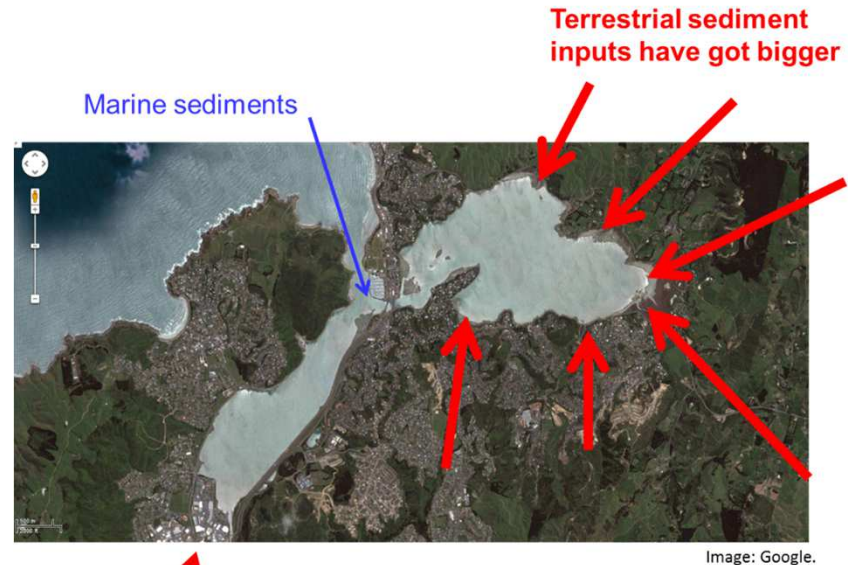 Terrestrial sediment
inputs have got bigger
Marine sediments
Image: Google.